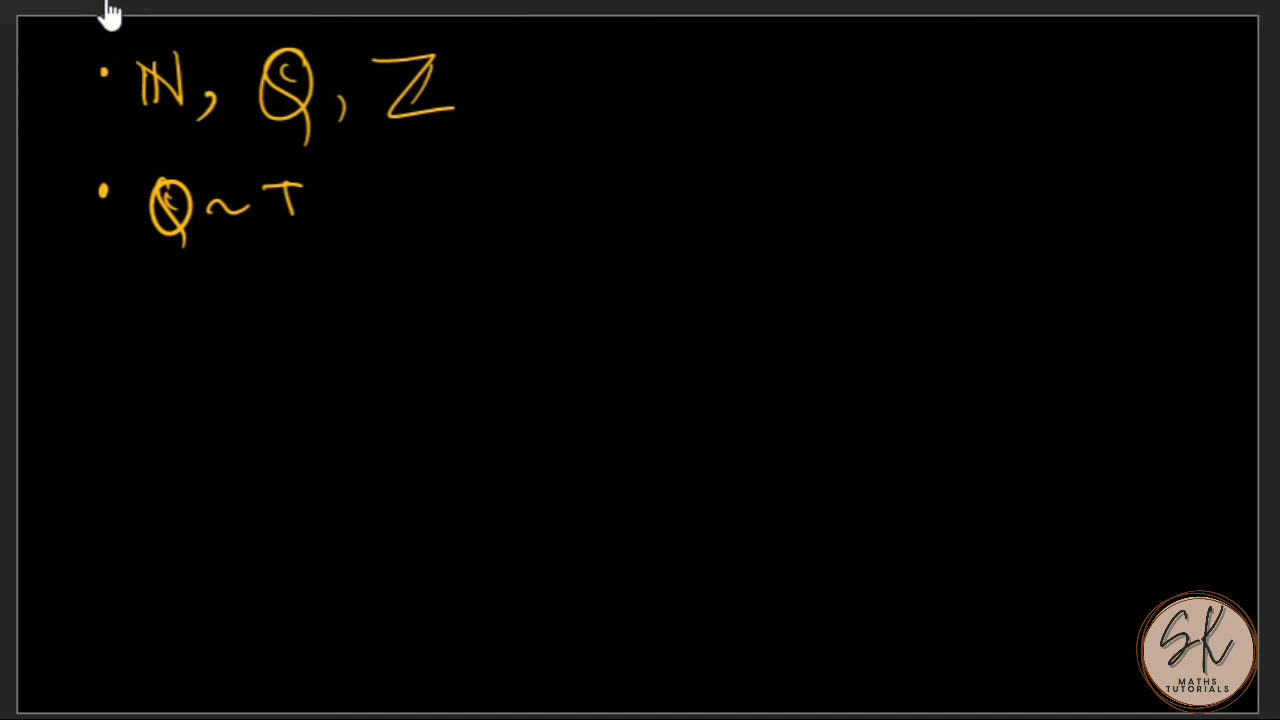 • ℕ, ℚ, ℤ
• ℚ ~ T
SK
MATHS
TUTORIALS